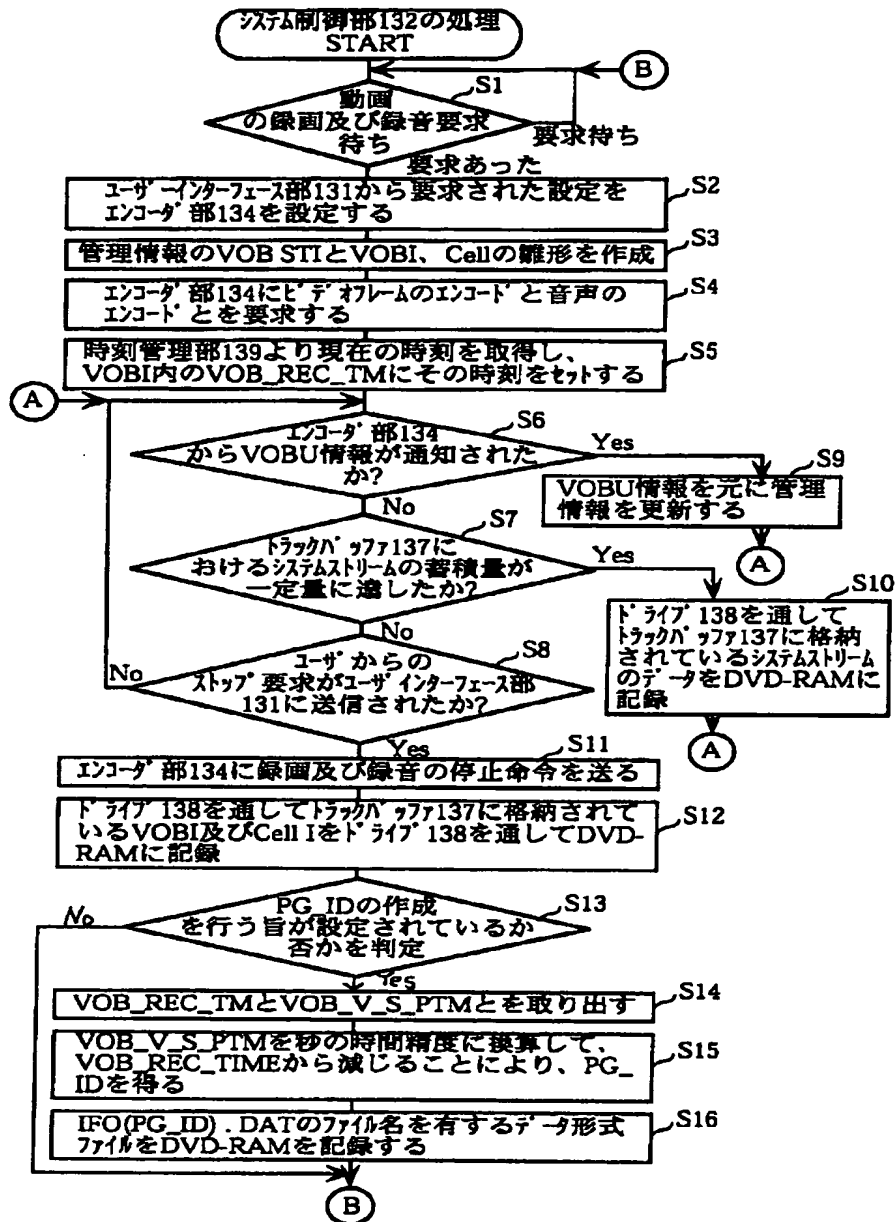 システム制御部132の処理
START
B
S1
動画
の録画及び録音要求
待ち
要求待ち
要求あった
S2
ユーザーインターフェース部131から要求された設定を
エンコーダ部134を設定する
S3
管理情報のVOB STIとVOBI、Cellの雛形を作成
S4
エンコーダ部134にビデオフレームのエンコードと音声の
エンコードとを要求する
S5
時刻管理部139より現在の時刻を取得し、
VOBI内のVOB_REC_TMにその時刻をセットする
A
S6
エンコーダ部134
からVOBU情報が通知された
か?
Yes
No
S9
VOBU情報を元に管理
情報を更新する
A
S7
トラックバッファ137に
おけるシステムストリームの蓄積量が
一定量に達したか?
Yes
No
S10
ドライブ138を通して
トラックバッファ137に格納
されているシステムストリーム
のデータをDVD-RAMに
記録
A
S8
ユーザからの
ストップ要求がユーザインターフェース部
131に送信されたか?
No
Yes
S11
エンコーダ部134に録画及び録音の停止命令を送る
S12
ドライブ138を通してトラックバッファ137に格納されて
いるVOBI及びCell Iをドライブ138を通してDVD-
RAMに記録
S13
PG_IDの作成
を行う旨が設定されているか
否かを判定
No
Yes
S14
VOB_REC_TMとVOB_V_S_PTMとを取り出す
S15
VOB_V_S_PTMを秒の時間精度に換算して、
VOB_REC_TIMEから減じることにより、PG_
IDを得る
S16
IFO(PG_ID).DATのファイル名を有するデータ形式
ファイルをDVD-RAMを記録する
B